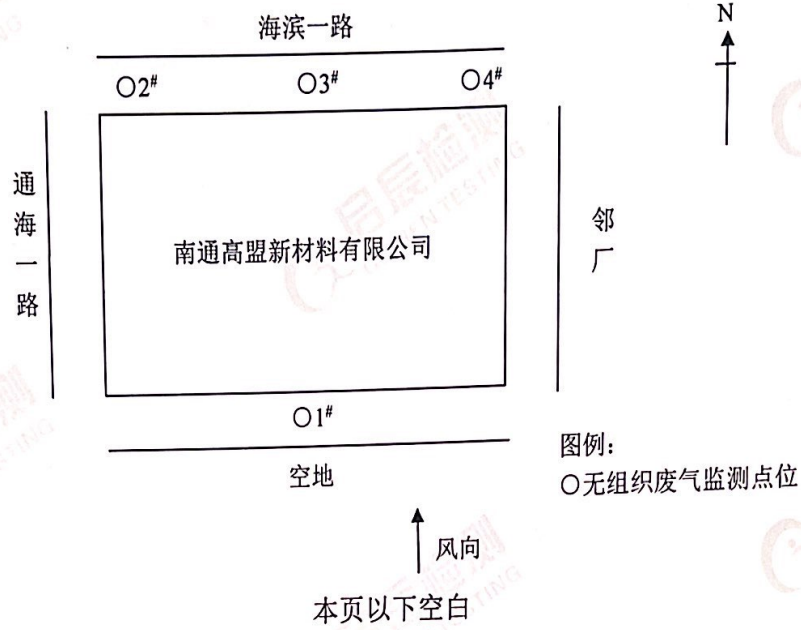 海滨一路
N
○2#
○3#
○4#
通海一路
南通高盟新材料有限公司
邻厂
○1#
空地
图例：
○无组织废气监测点位
风向
本页以下空白